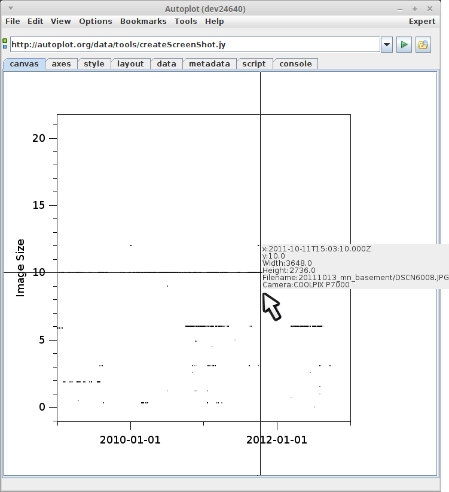 Autoplot (dev24640)
File Edit View Options Bookmarks Tools Help Expert
http://autoplot.org/data/tools/createScreenShot.jy
canvas axes style layout data metadata script console
20
15
10
5
0
Image Size
x:2011-10-11T15:03:10.000Z
y:10.0
Width:3648.0
Height: 2736.0
Filename:20111013_mn_basement/DSCN6008.JPG
Camera:COOLPIX P7000
2010-01-01 2012-01-01